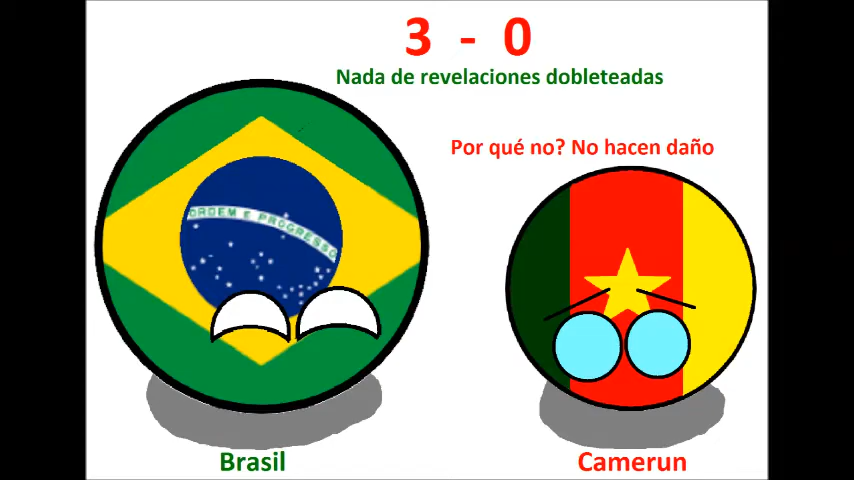 3 - 0
Nada de revelaciones dobleteadas
Por qué no? No hacen daño
ORDEM E PROGRESSO
Brasil
Camerun